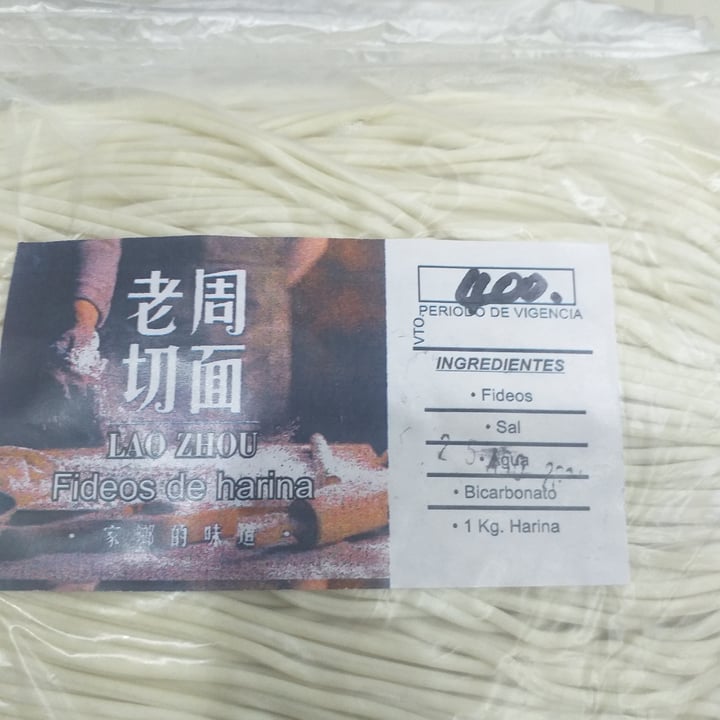 老周
切面
LAO ZHOU
Fideos de harina
· 家鄉的味道 ·
PERIODO DE VIGENCIA
VTO.
INGREDIENTES
• Fideos
• Sal
• Agua
• Bicarbonato
• 1 Kg. Harina